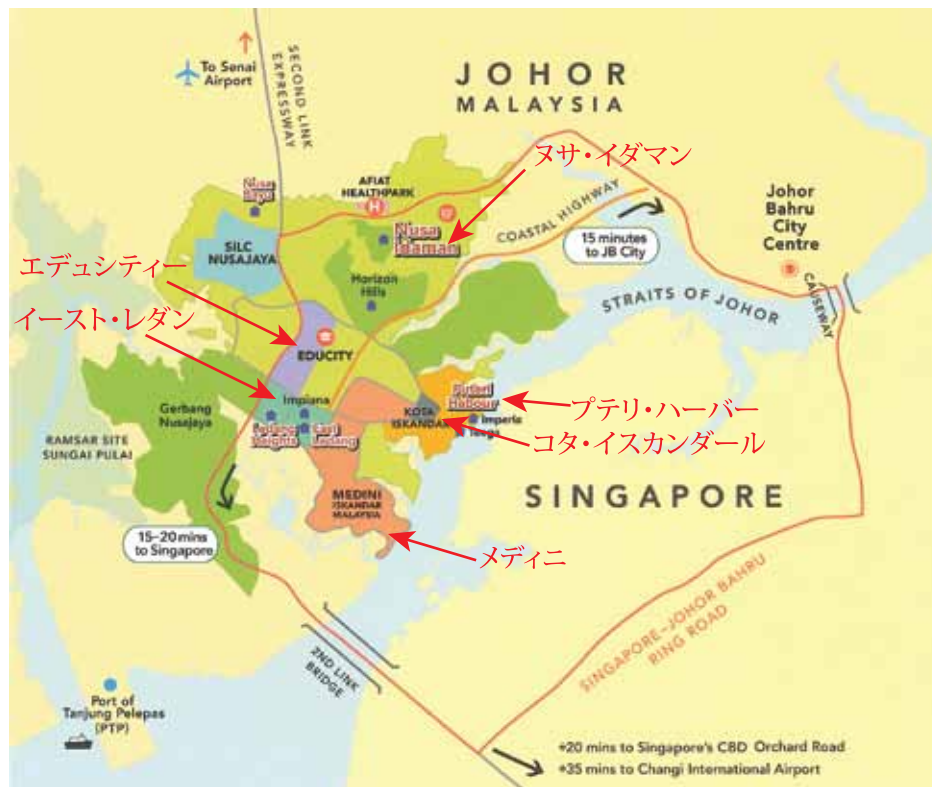 To Senai
Airport
SECOND LINK
EXPRESSWAY
JOHOR
MALAYSIA
ヌサ・イダマン
AFIAT
HEALTHPARK
H
Nusa
Bayu
Nusa
Idaman
COASTAL HIGHWAY
Johor
Bahru
City
Centre
SILC
NUSAJAYA
15 minutes
to JB City
エデュシティー
Horizon
Hills
STRAITS OF JOHOR
CAUSEWAY
イースト・レダン
EDUCITY
Gerbang
Nusajaya
Impiana
Ledang
Heights
East
Ledang
KOTA
ISKANDAR
Puteri
Harbour
Imperia
Teega
プテリ・ハーバー
コタ・イスカンダール
RAMSAR SITE
SUNGAI PULAI
MEDINI
ISKANDAR
MALAYSIA
SINGAPORE
15–20 mins
to Singapore
メディニ
SINGAPORE–JOHOR BAHRU
RING ROAD
2ND LINK
BRIDGE
Port of
Tanjung Pelepas
(PTP)
+20 mins to Singapore's CBD Orchard Road
+35 mins to Changi International Airport